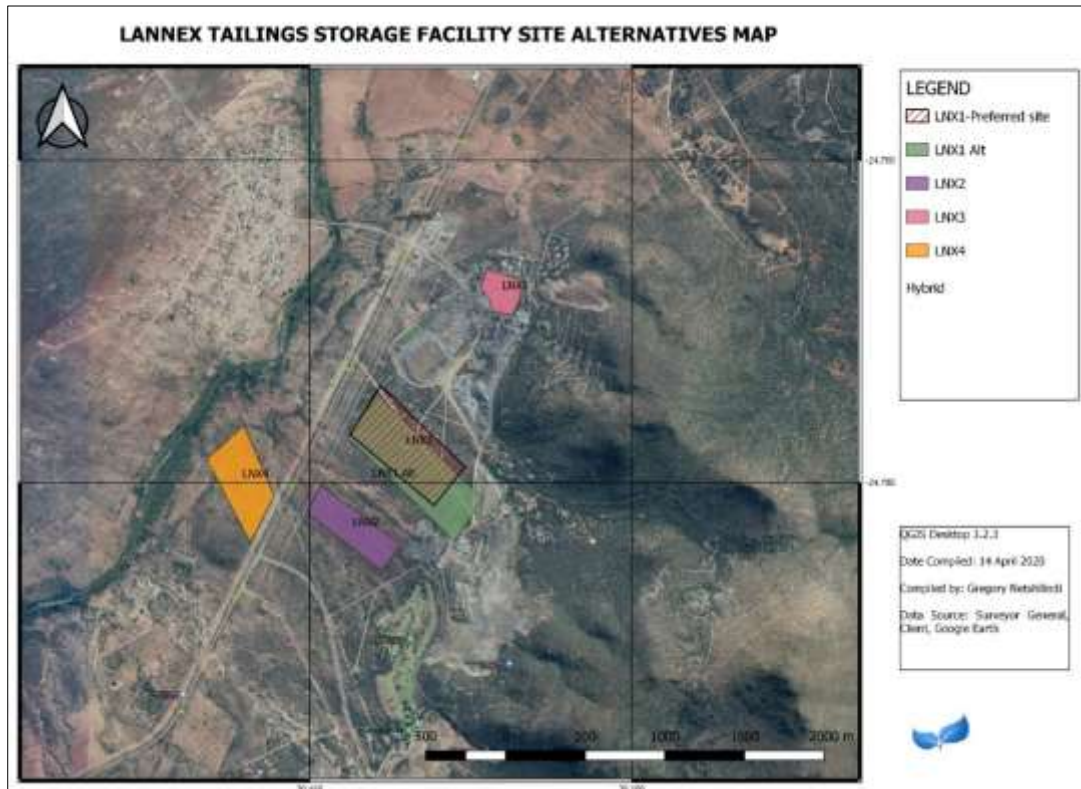 LANNEX TAILINGS STORAGE FACILITY SITE ALTERNATIVES MAP
LEGEND
LNX1-Preferred site
LNX1 Alt
LNX2
LNX3
LNX4
Hybrid
LNX3
LNX1
LNX1 Alt
LNX4
LNX2
500
1000
2000 m
QGIS Desktop
Date Compiled: 14 April 2020
Compiled by: Gregory
Data Source: Surveyor General,
Client, Google Earth